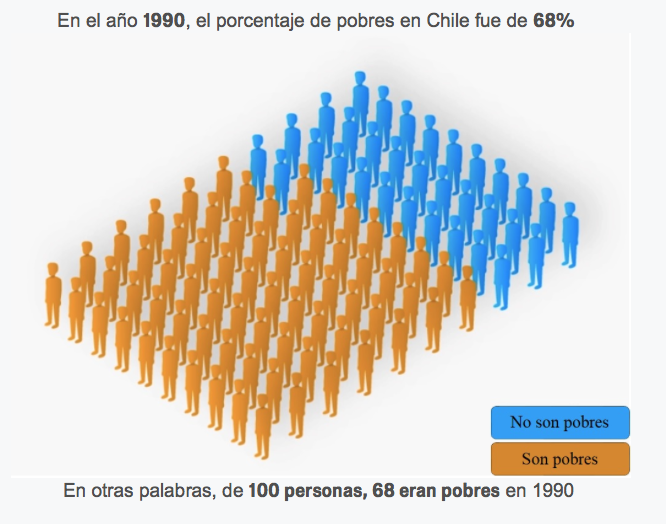 En el año 1990, el porcentaje de pobres en Chile fue de 68%
No son pobres
Son pobres
En otras palabras, de 100 personas, 68 eran pobres en 1990